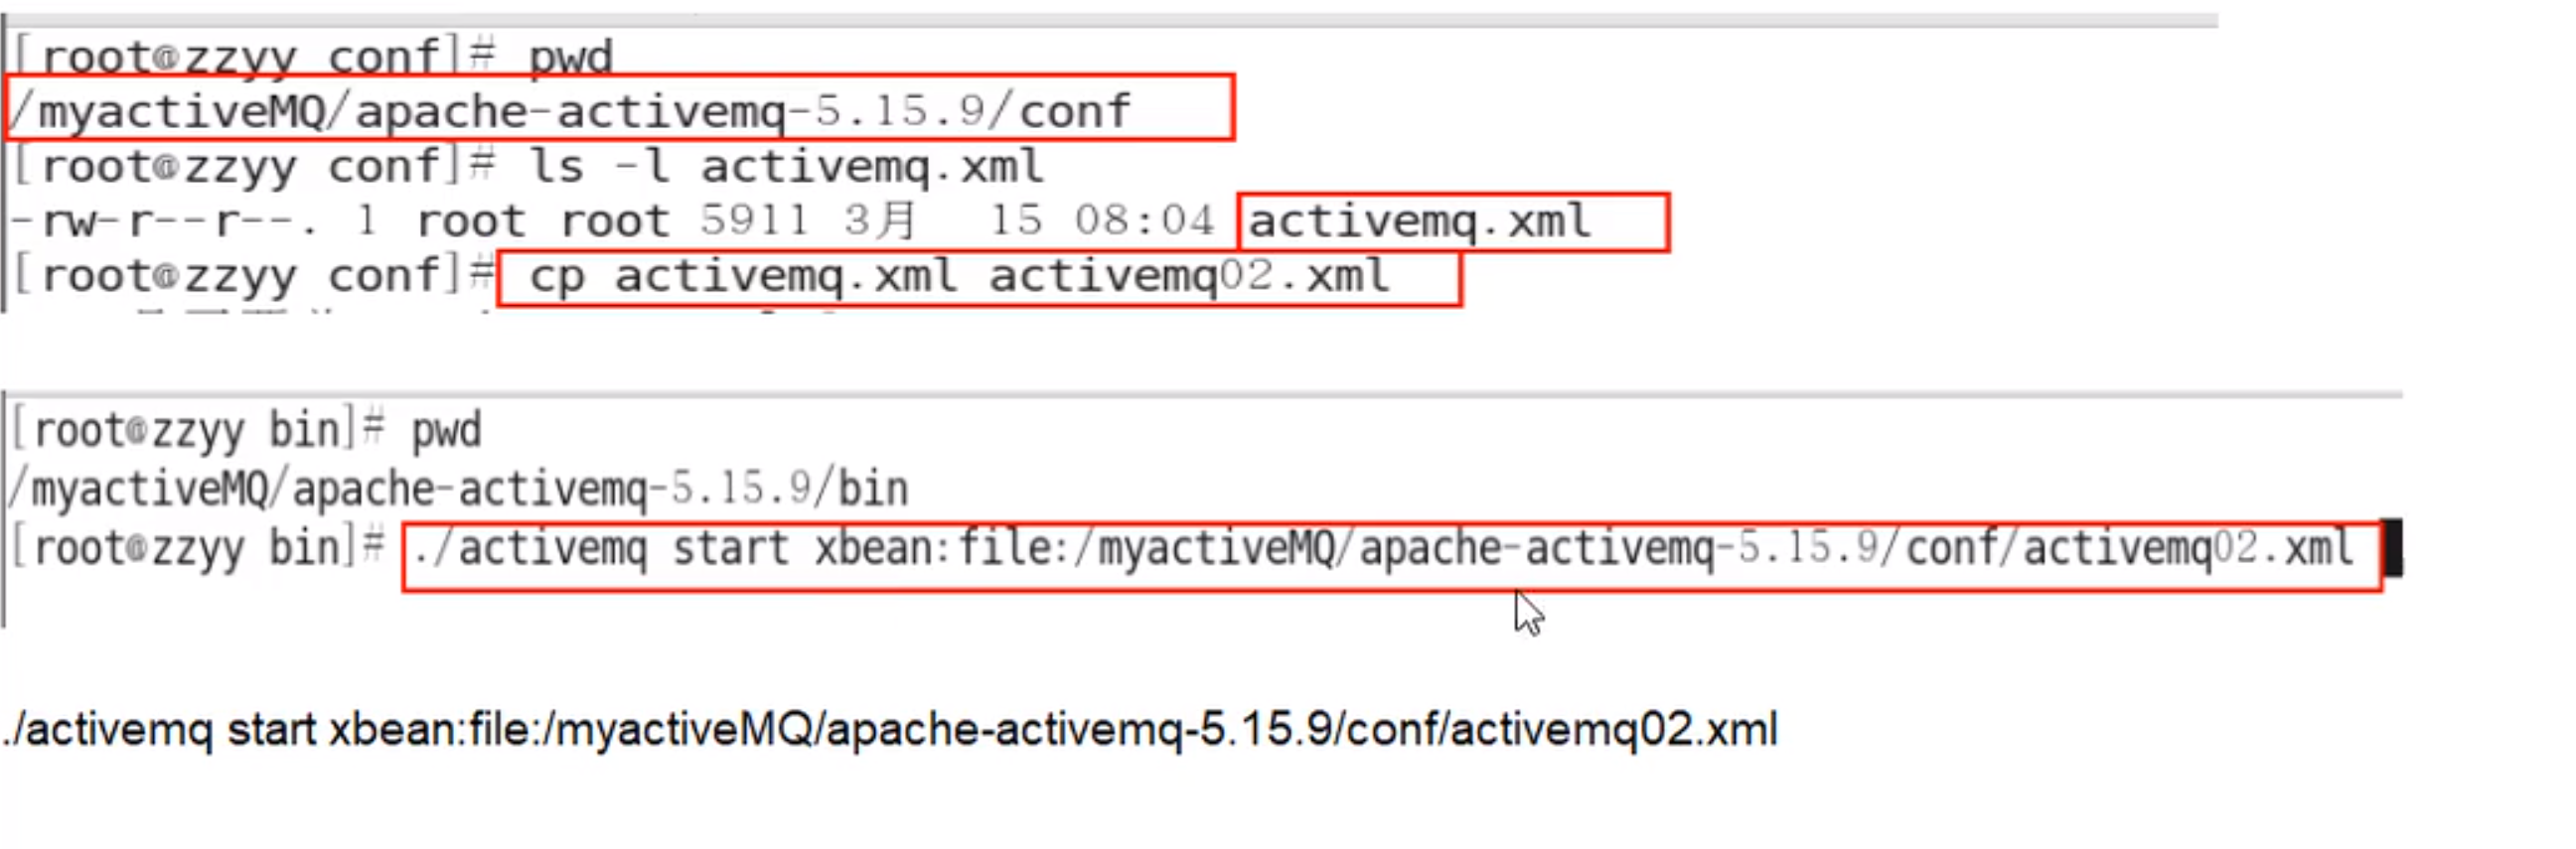 [root@zzyy conf]# pwd
/myactiveMQ/apache-activemq-5.15.9/conf
[root@zzyy conf]# ls -l activemq.xml
-rw-r--r--. 1 root root 5911 3月  15 08:04 activemq.xml
[root@zzyy conf]# cp activemq.xml activemq02.xml
[root@zzyy bin]# pwd
/myactiveMQ/apache-activemq-5.15.9/bin
[root@zzyy bin]# ./activemq start xbean:file:/myactiveMQ/apache-activemq-5.15.9/conf/activemq02.xml
./activemq start xbean:file:/myactiveMQ/apache-activemq-5.15.9/conf/activemq02.xml